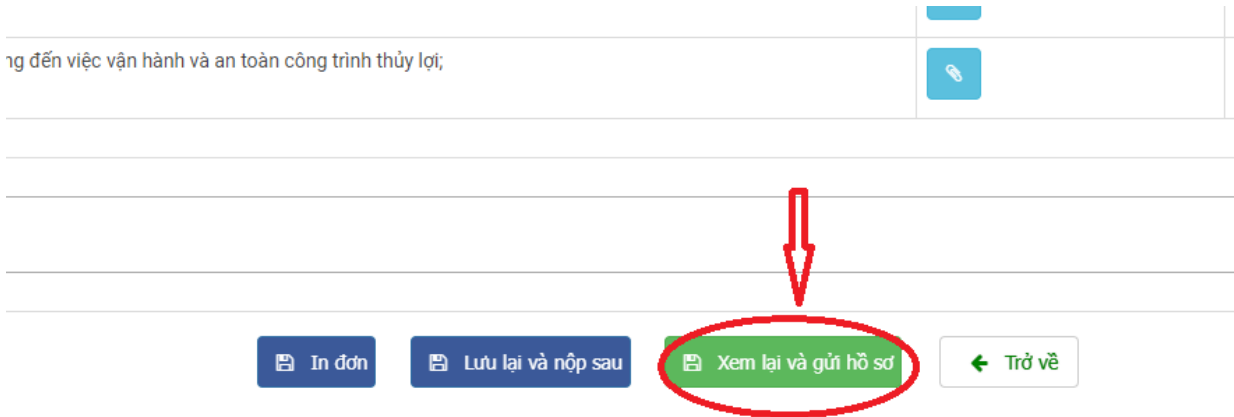 ng đến việc vận hành và an toàn công trình thủy lợi;
In đơn Lưu lại và nộp sau Xem lại và gửi hồ sơ Trở về